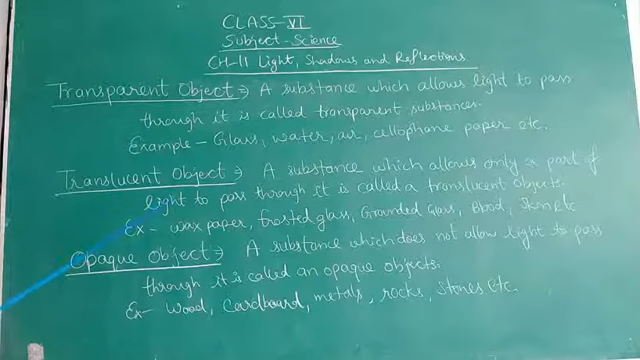 CLASS-VI
Subject-Science
CH-11 Light, Shadows and Reflections
Transparent Object → A substance which allows light to pass
through it is called transparent substances.
Example - Glass, water, air, cellophane paper etc.
Translucent Object → A substance which allows only a part of
light to pass through it is called a translucent objects.
Ex - wax paper, frosted glass, Grounded Glass, Blood, Skin etc
Opaque Object → A substance which does not allow light to pass
through it is called an opaque objects.
Ex - wood, cardboard, metals, rocks, stones etc.